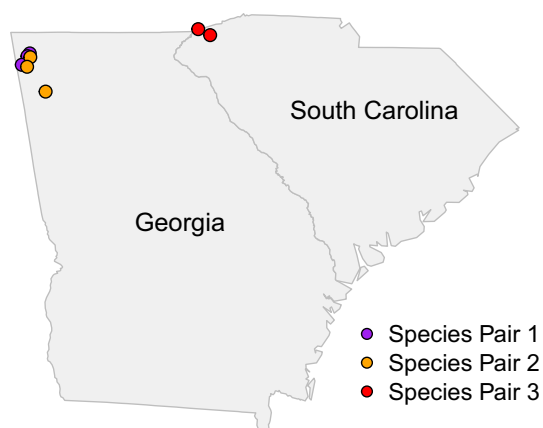 South Carolina
Georgia
Species Pair 1
Species Pair 2
Species Pair 3